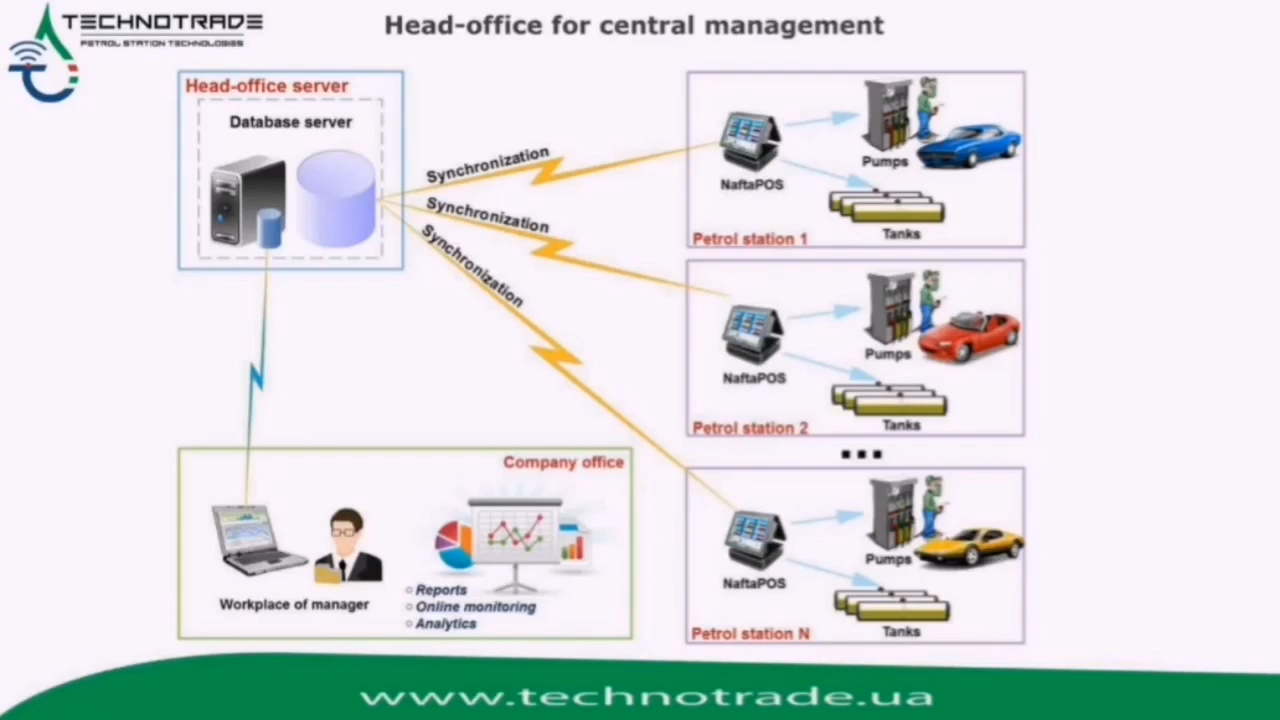 TECHNOTRADE
PETROL STATION TECHNOLOGIES
Head-office for central management
Head-office server
Database server
Synchronization
Synchronization
Synchronization
NaftaPOS
Pumps
Tanks
Petrol station 1
NaftaPOS
Pumps
Tanks
Petrol station 2
...
NaftaPOS
Pumps
Tanks
Petrol station N
Company office
Workplace of manager
Reports
Online monitoring
Analytics
www.technotrade.ua